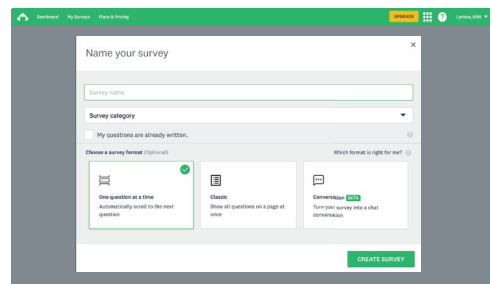 Dashboard My Surveys Plans & Pricing UPGRADE
Name your survey
Survey name
Survey category
My questions are already written.
Choose a survey format (Optional) Which format is right for me?
One question at a time
Automatically scroll to the next
question
Classic
Show all questions on a page at
once
Conversation BETA
Turn your survey into a chat
conversation
CREATE SURVEY